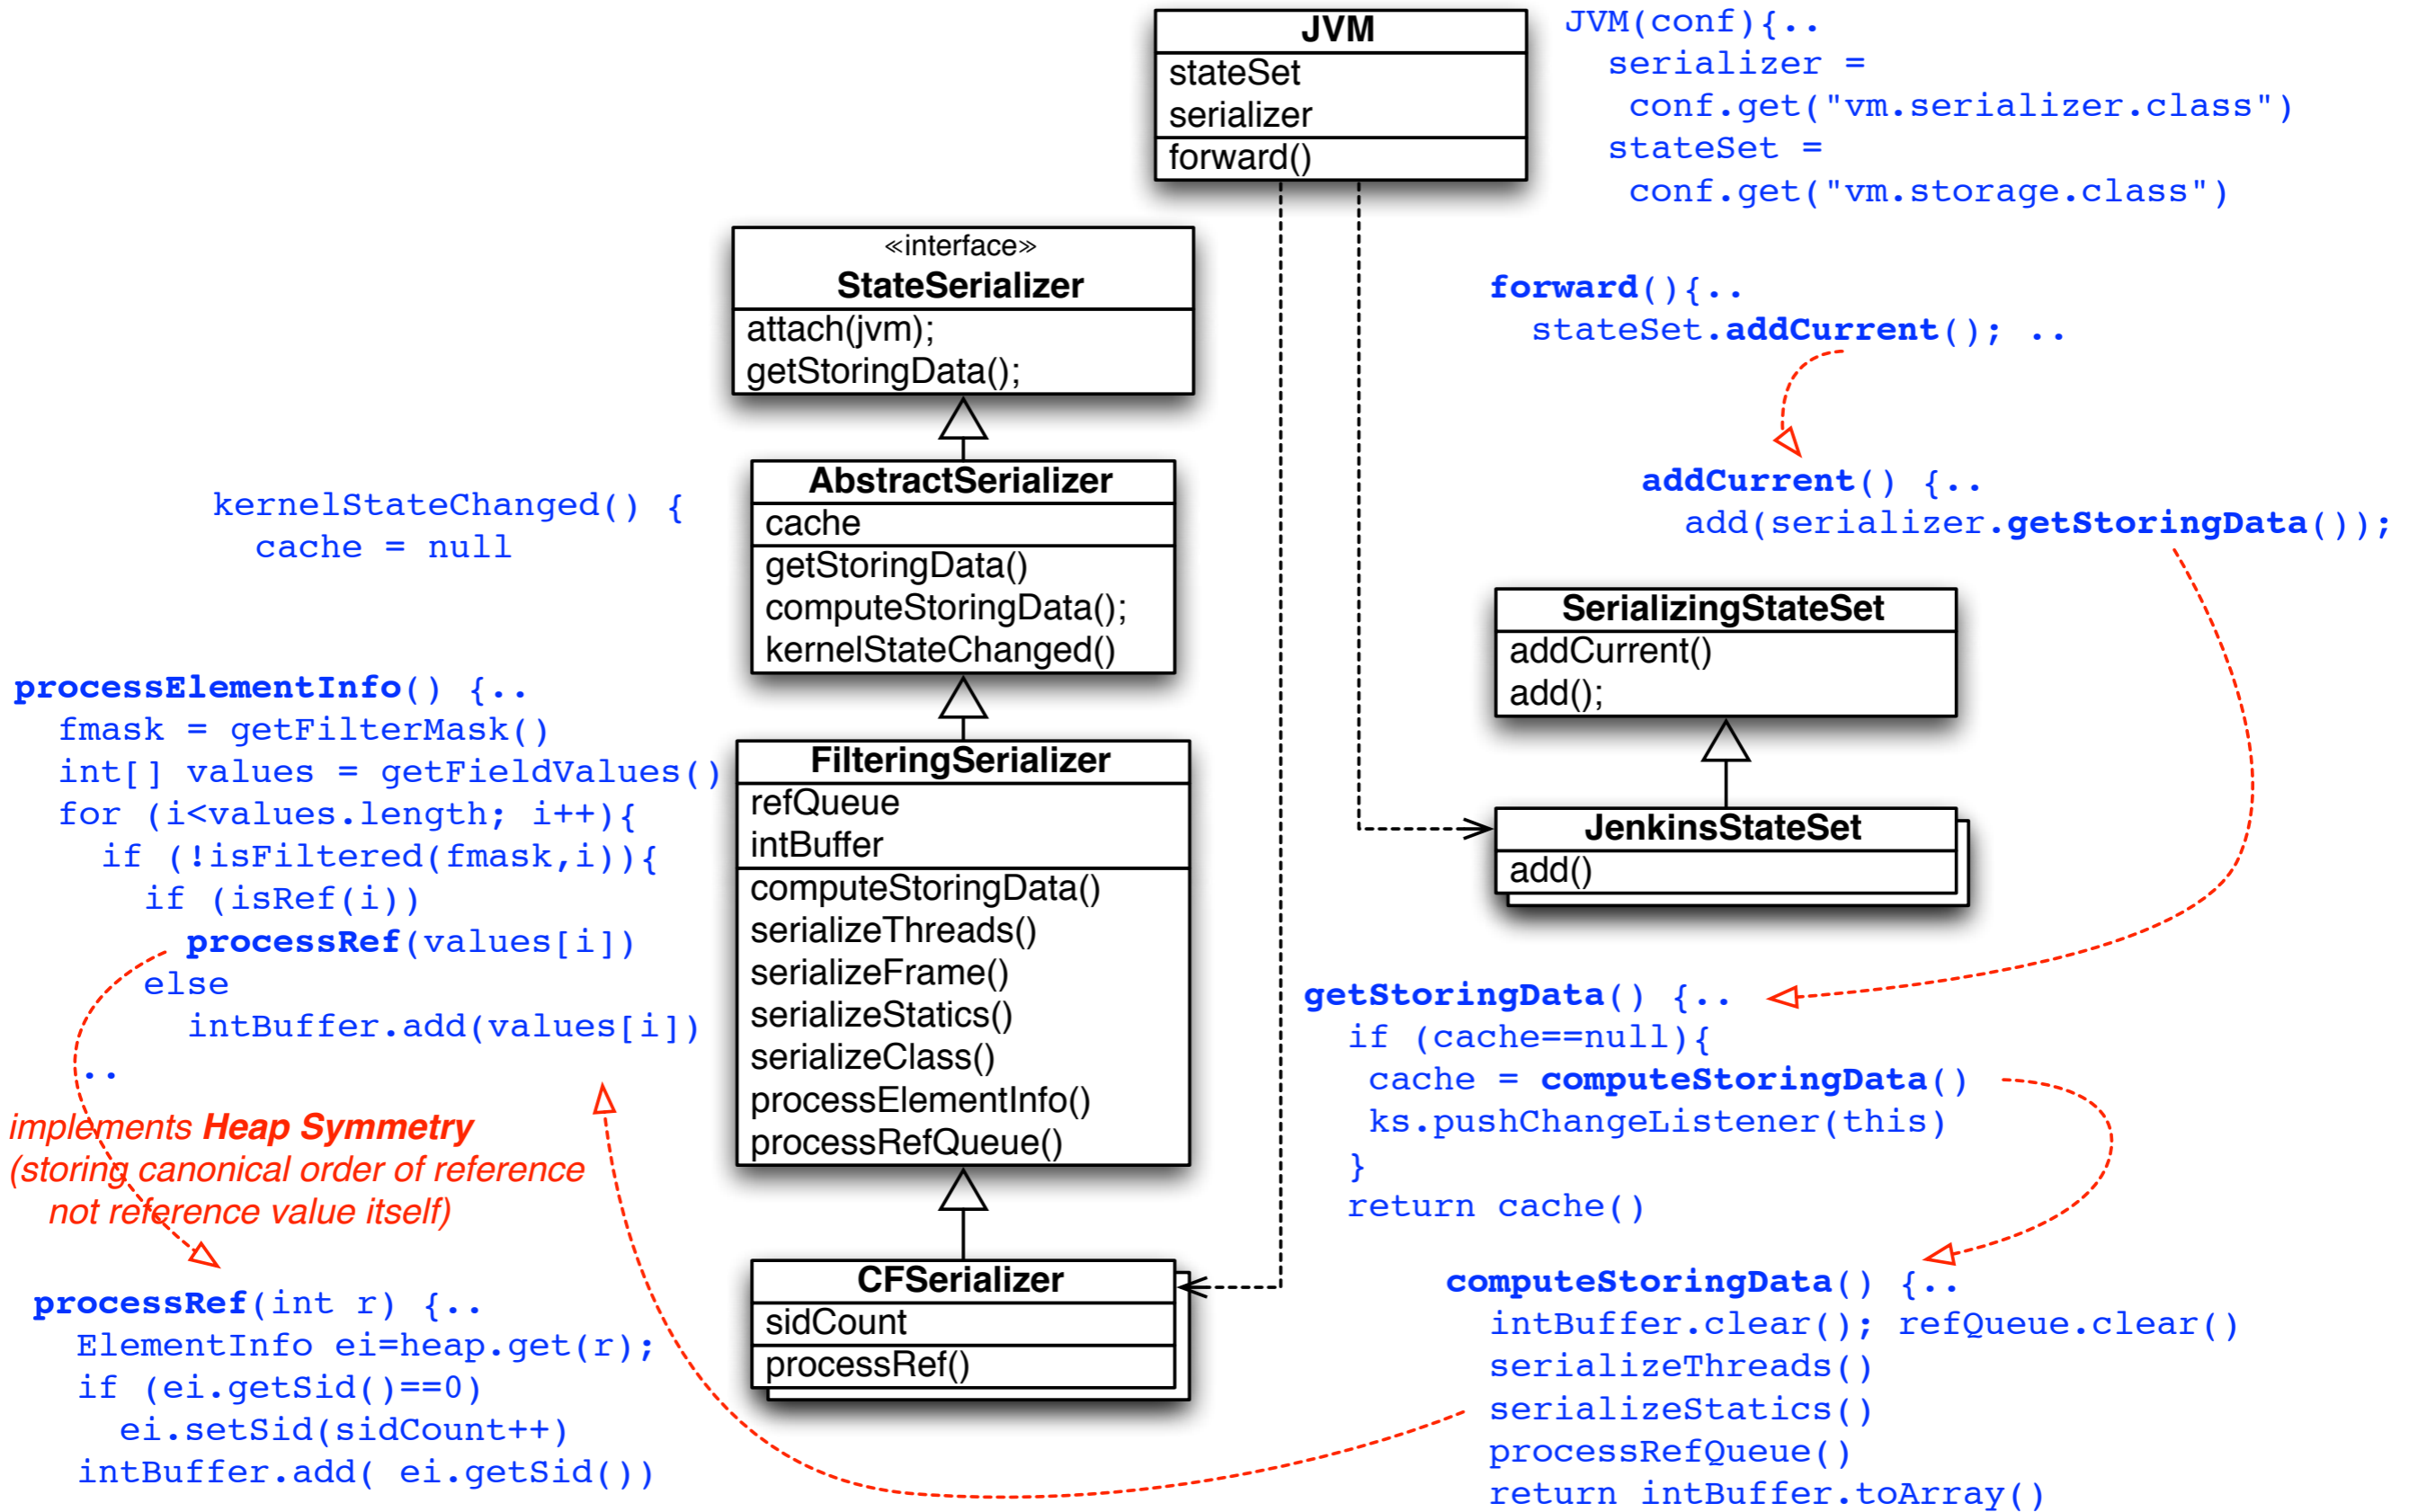 JVM
stateSet
serializer
forward()
JVM(conf){..
serializer =
conf.get("vm.serializer.class")
stateSet =
conf.get("vm.storage.class")
«interface»
StateSerializer
attach(jvm);
getStoringData();
forward(){..
stateSet.addCurrent(); ..
AbstractSerializer
cache
getStoringData()
computeStoringData();
kernelStateChanged()
kernelStateChanged() {
cache = null
addCurrent() {..
add(serializer.getStoringData());
SerializingStateSet
addCurrent()
add();
JenkinsStateSet
add()
processElementInfo() {..
fmask = getFilterMask()
int[] values = getFieldValues()
for (i<values.length; i++){
if (!isFiltered(fmask,i)){
if (isRef(i))
processRef(values[i])
else
intBuffer.add(values[i])
..
FilteringSerializer
refQueue
intBuffer
computeStoringData()
serializeThreads()
serializeFrame()
serializeStatics()
serializeClass()
processElementInfo()
processRefQueue()
getStoringData() {..
if (cache==null){
cache = computeStoringData()
ks.pushChangeListener(this)
}
return cache()
implements Heap Symmetry
(storing canonical order of reference
not reference value itself)
processRef(int r) {..
ElementInfo ei=heap.get(r);
if (ei.getSid()==0)
ei.setSid(sidCount++)
intBuffer.add( ei.getSid())
CFSerializer
sidCount
processRef()
computeStoringData() {..
intBuffer.clear(); refQueue.clear()
serializeThreads()
serializeStatics()
processRefQueue()
return intBuffer.toArray()